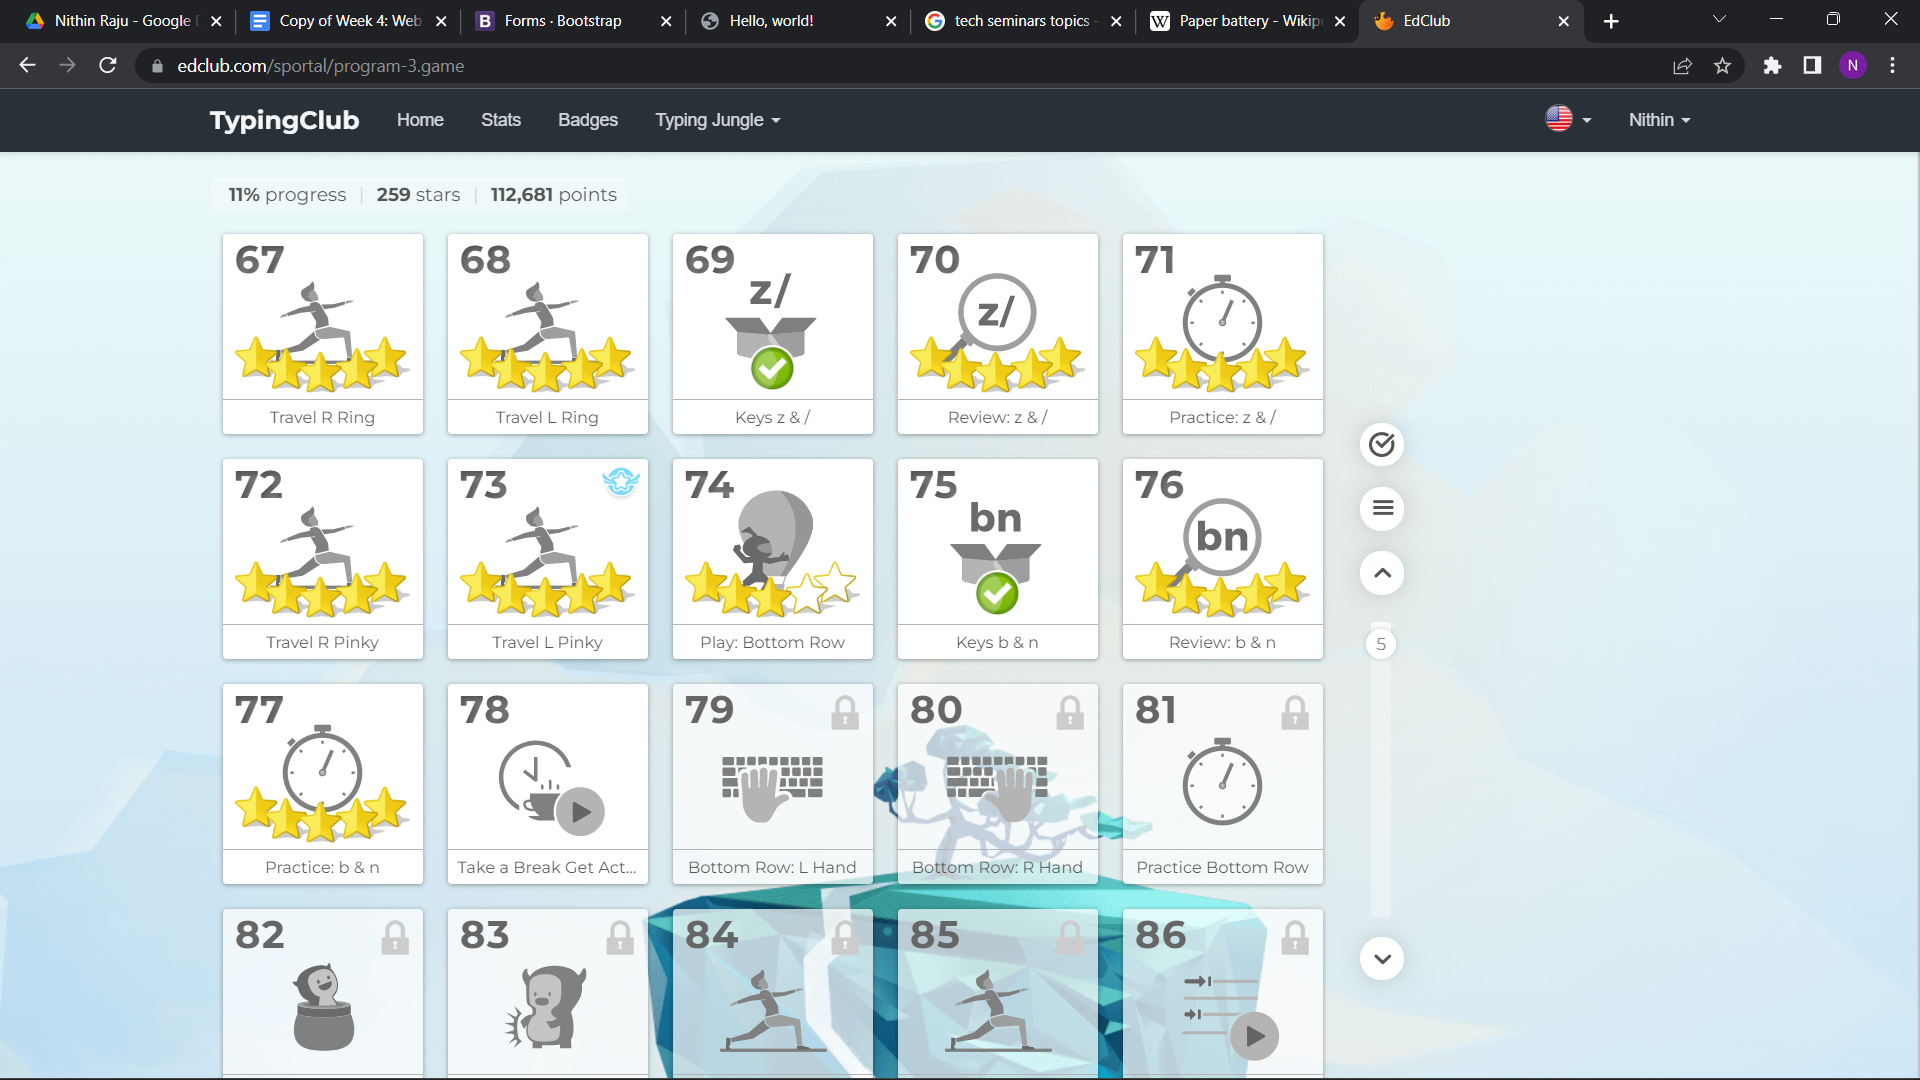 Nithin Raju - Google D
Copy of Week 4: Web
Forms · Bootstrap
Hello, world!
tech seminars topics -
Paper battery - Wikipe
EdClub
edclub.com/sportal/program-3.game
N
TypingClub
Home
Stats
Badges
Typing Jungle
Nithin
11% progress
259 stars
112,681 points
67
68
69
70
71
z/
z/
Travel R Ring
Travel L Ring
Keys z & /
Review: z & /
Practice: z & /
72
73
74
75
76
bn
bn
Travel R Pinky
Travel L Pinky
Play: Bottom Row
Keys b & n
Review: b & n
5
77
78
79
80
81
Practice: b & n
Take a Break Get Act...
Bottom Row: L Hand
Bottom Row: R Hand
Practice Bottom Row
82
83
84
85
86